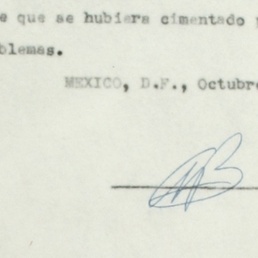 e que se hubiera cimentado
blemas.
MEXICO, D.F., Octubre